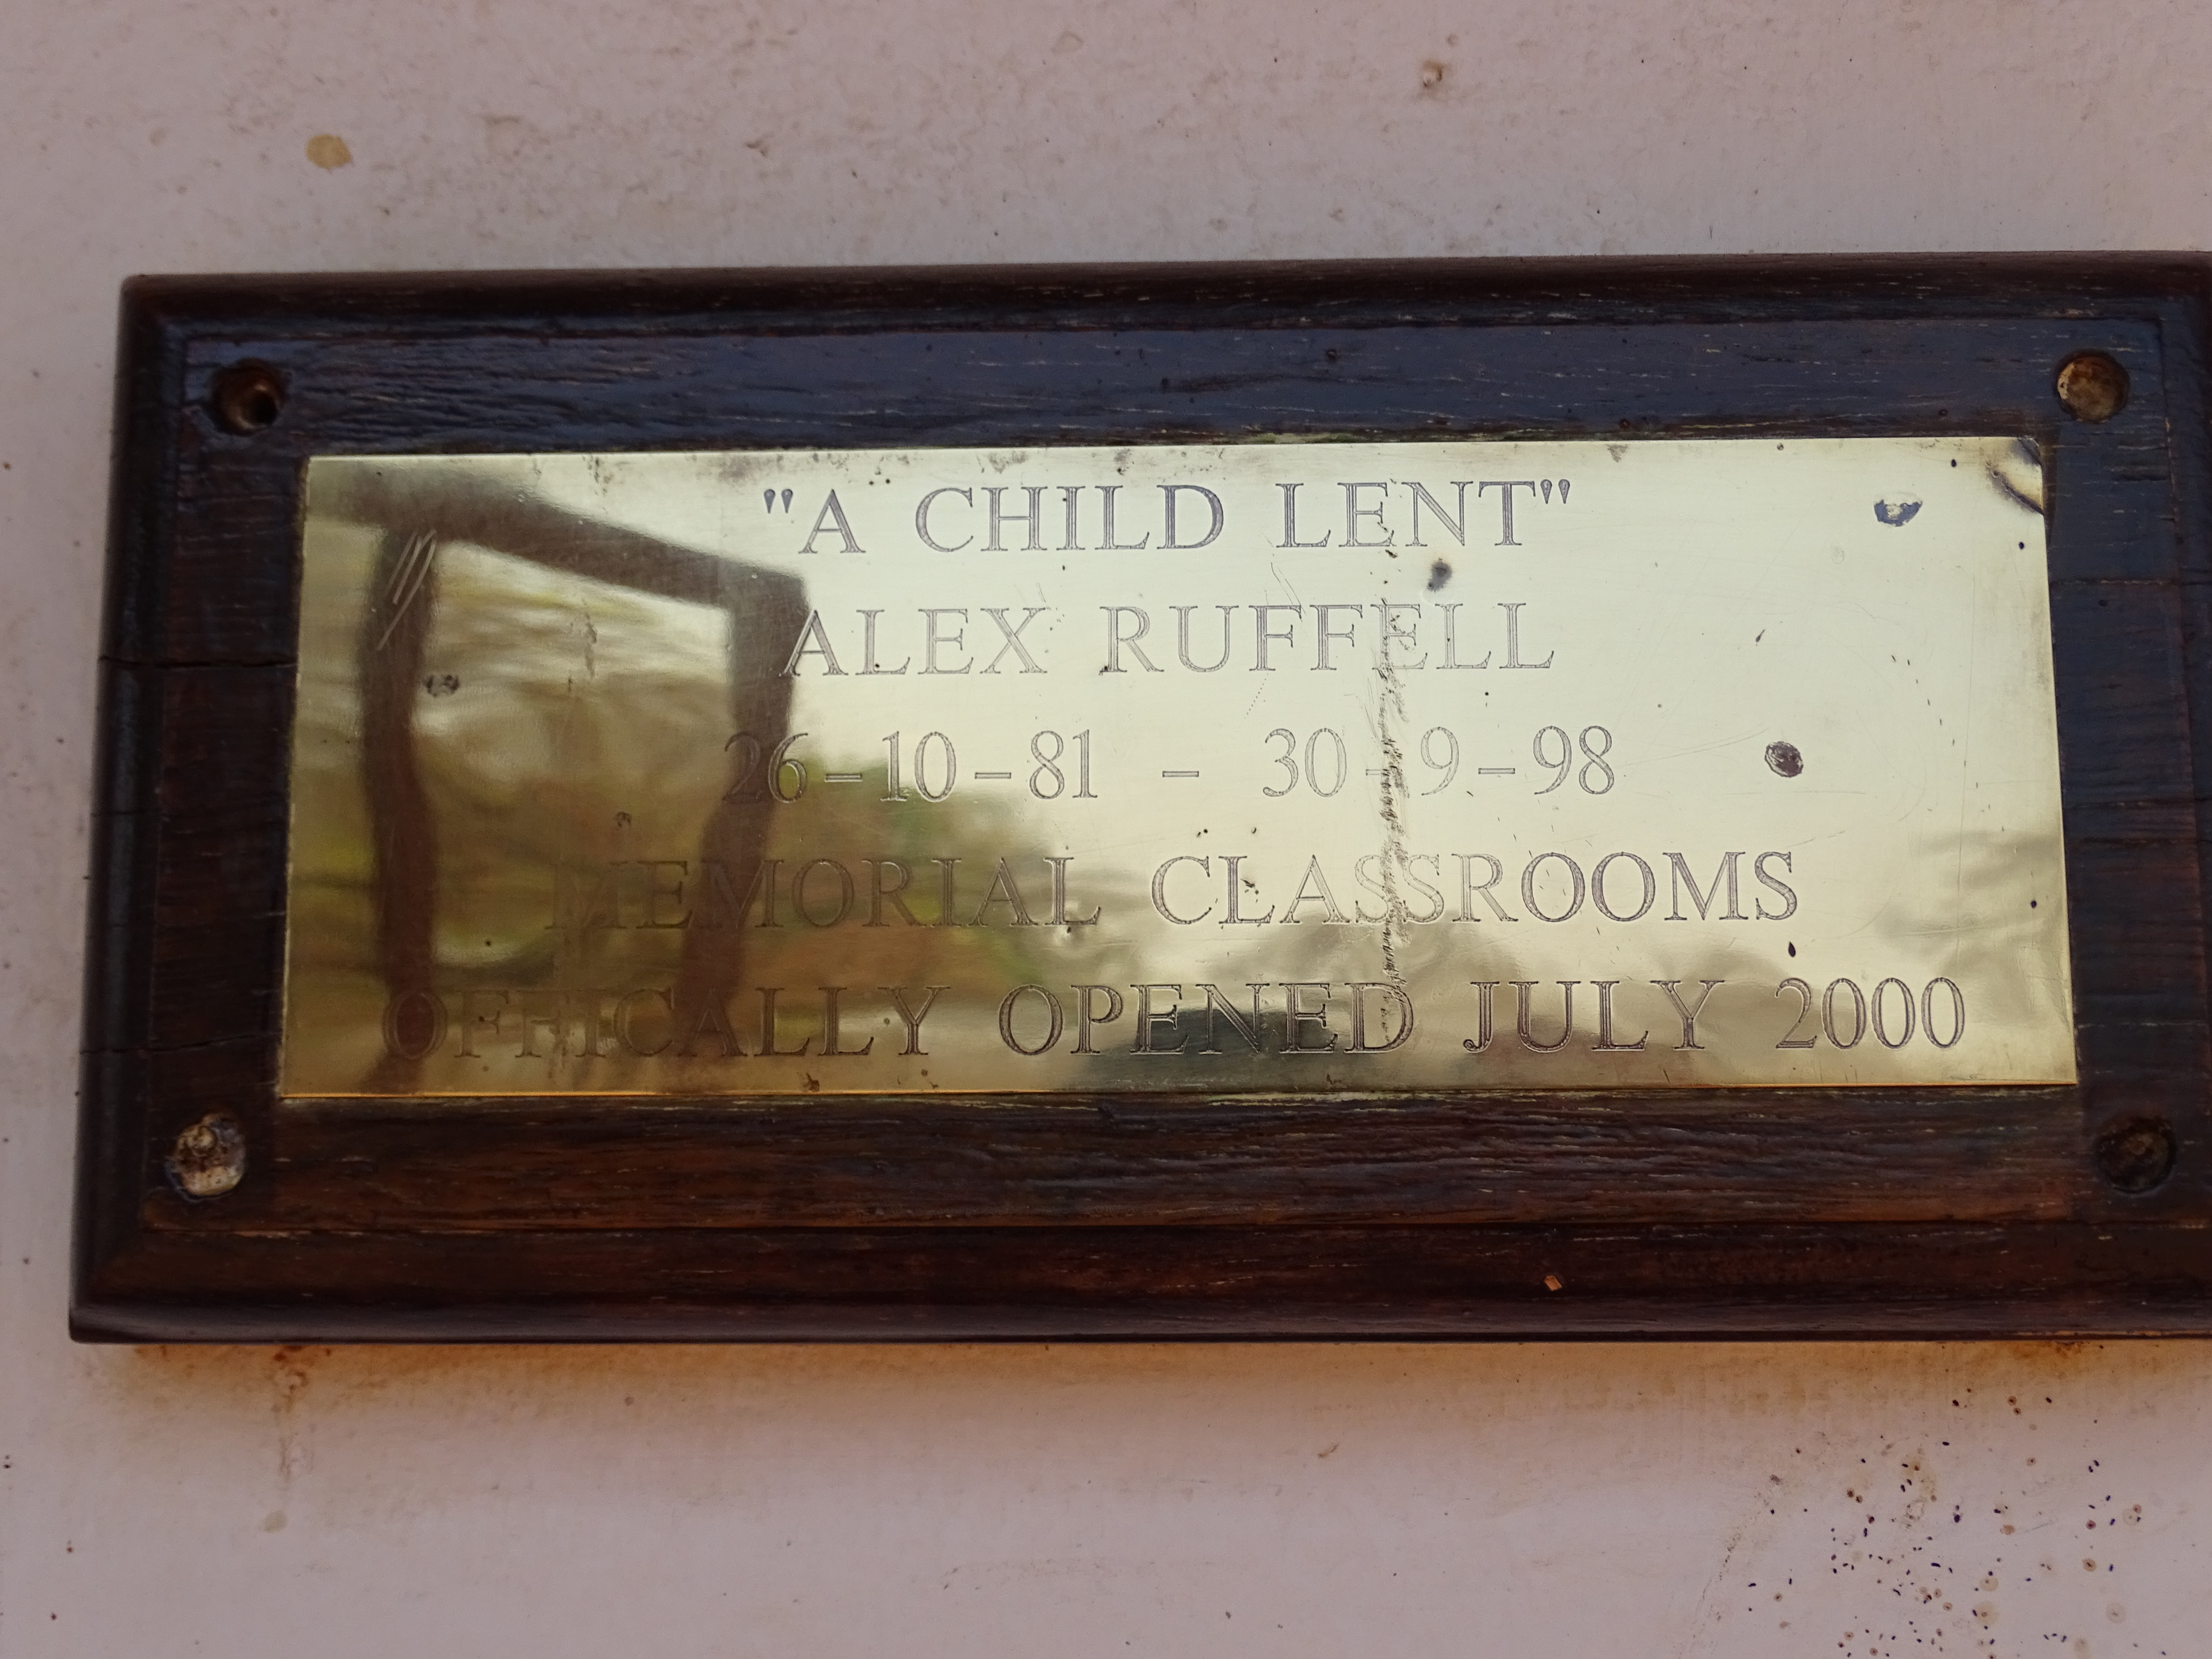 "A CHILD LENT"
ALEX RUFFELL
26-10-81 - 30-9-98
MEMORIAL CLASSROOMS
OFFICALLY OPENED JULY 2000